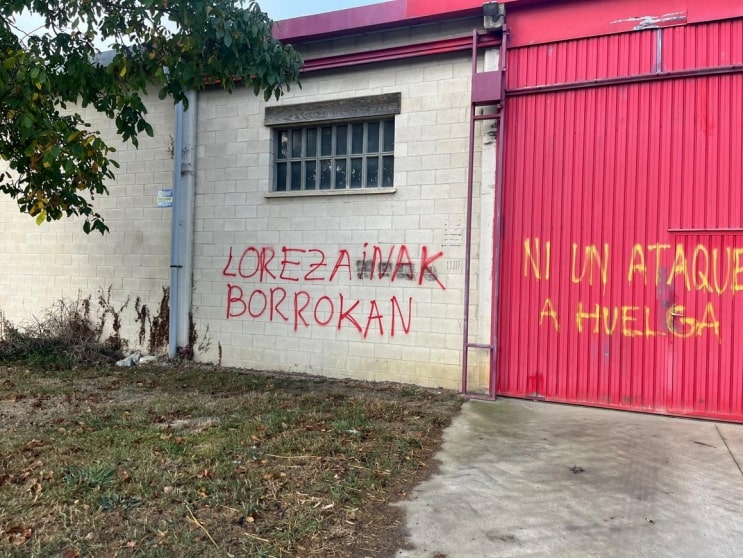 LOREZAiNAK
BORROKAN
NI UN ATAQUE
A HUELGA